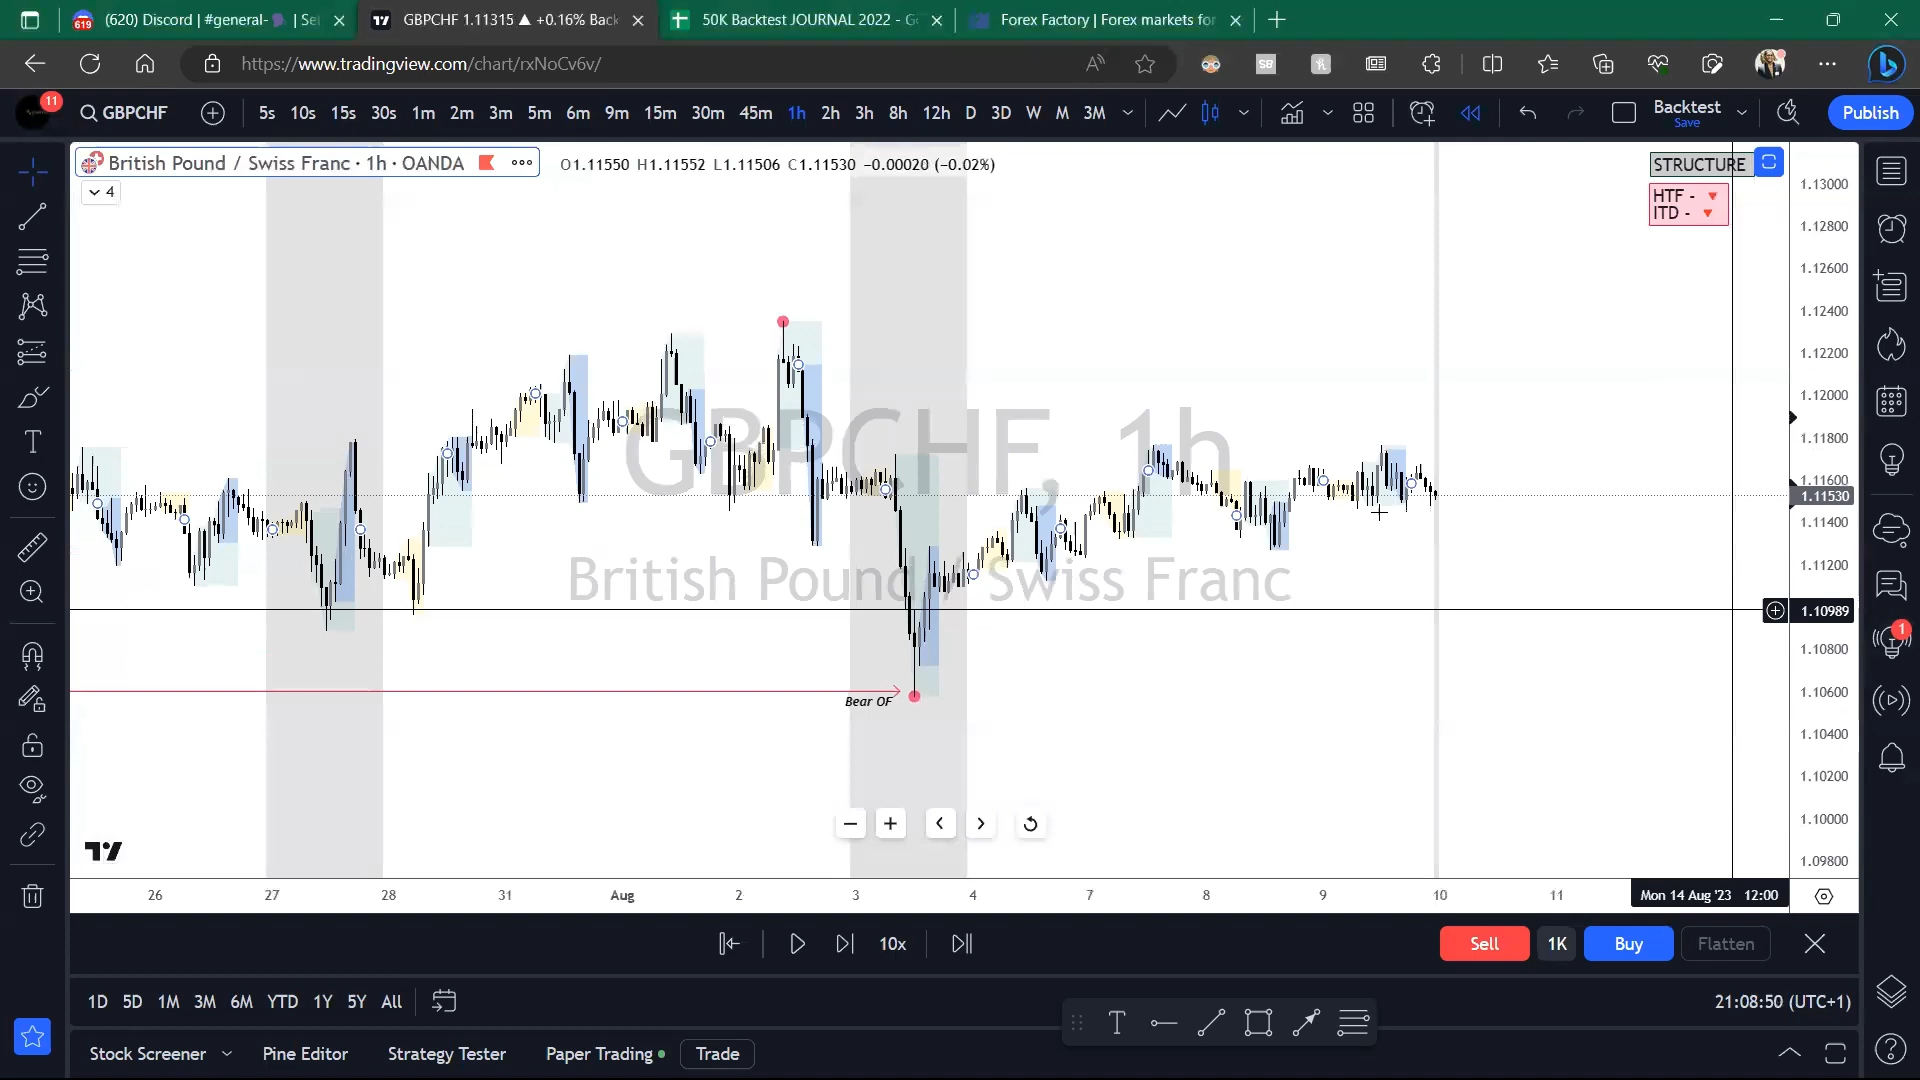 (620) Discord | #general- | Se
GBPCHF 1.11315 ▲ +0.16% Back
50K Backtest JOURNAL 2022 - G
Forex Factory | Forex markets for
https://www.tradingview.com/chart/rxNoCv6v/
11
GBPCHF
5s 10s 15s 30s 1m 2m 3m 5m 6m 9m 15m 30m 45m 1h 2h 3h 8h 12h D 3D W M 3M
Backtest
Save
Publish
British Pound / Swiss Franc · 1h · OANDA
O1.11550 H1.11552 L1.11506 C1.11530 −0.00020 (−0.02%)
4
STRUCTURE
HTF - 🔻
ITD - 🔻
GBPCHF, 1h
British Pound / Swiss Franc
Bear OF
1.13000
1.12800
1.12600
1.12400
1.12200
1.12000
1.11800
1.11600
1.11530
1.11400
1.11200
1.10989
1.10800
1.10600
1.10400
1.10200
1.10000
1.09800
1
26 27 28 31 Aug 2 3 4 7 8 9 10 11 Mon 14 Aug '23 12:00
10x
Sell 1K Buy Flatten
1D 5D 1M 3M 6M YTD 1Y 5Y All
21:08:50 (UTC+1)
Stock Screener Pine Editor Strategy Tester Paper Trading Trade